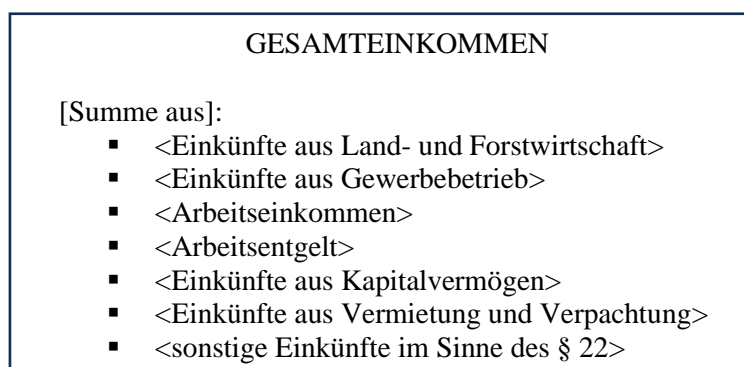 GESAMTEINKOMMEN
[Summe aus]:
▪ <Einkünfte aus Land- und Forstwirtschaft>
▪ <Einkünfte aus Gewerbebetrieb>
▪ <Arbeitseinkommen>
▪ <Arbeitsentgelt>
▪ <Einkünfte aus Kapitalvermögen>
▪ <Einkünfte aus Vermietung und Verpachtung>
▪ <sonstige Einkünfte im Sinne des § 22>